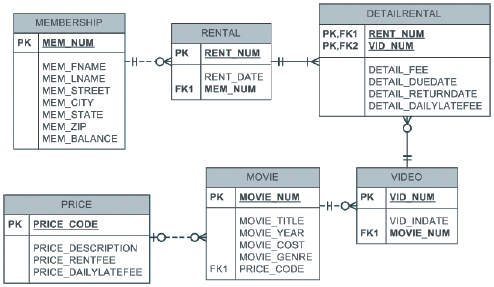 MEMBERSHIP
PK MEM_NUM
MEM_FNAME
MEM_LNAME
MEM_STREET
MEM_CITY
MEM_STATE
MEM_ZIP
MEM_BALANCE
RENTAL
PK RENT_NUM
RENT_DATE
FK1 MEM_NUM
DETAILRENTAL
PK,FK1 RENT_NUM
PK,FK2 VID_NUM
DETAIL_FEE
DETAIL_DUEDATE
DETAIL_RETURNDATE
DETAIL_DAILYLATEFEE
PRICE
PK PRICE_CODE
PRICE_DESCRIPTION
PRICE_RENTFEE
PRICE_DAILYLATEFEE
MOVIE
PK MOVIE_NUM
MOVIE_TITLE
MOVIE_YEAR
MOVIE_COST
MOVIE_GENRE
FK1 PRICE_CODE
VIDEO
PK VID_NUM
VID_INDATE
FK1 MOVIE_NUM